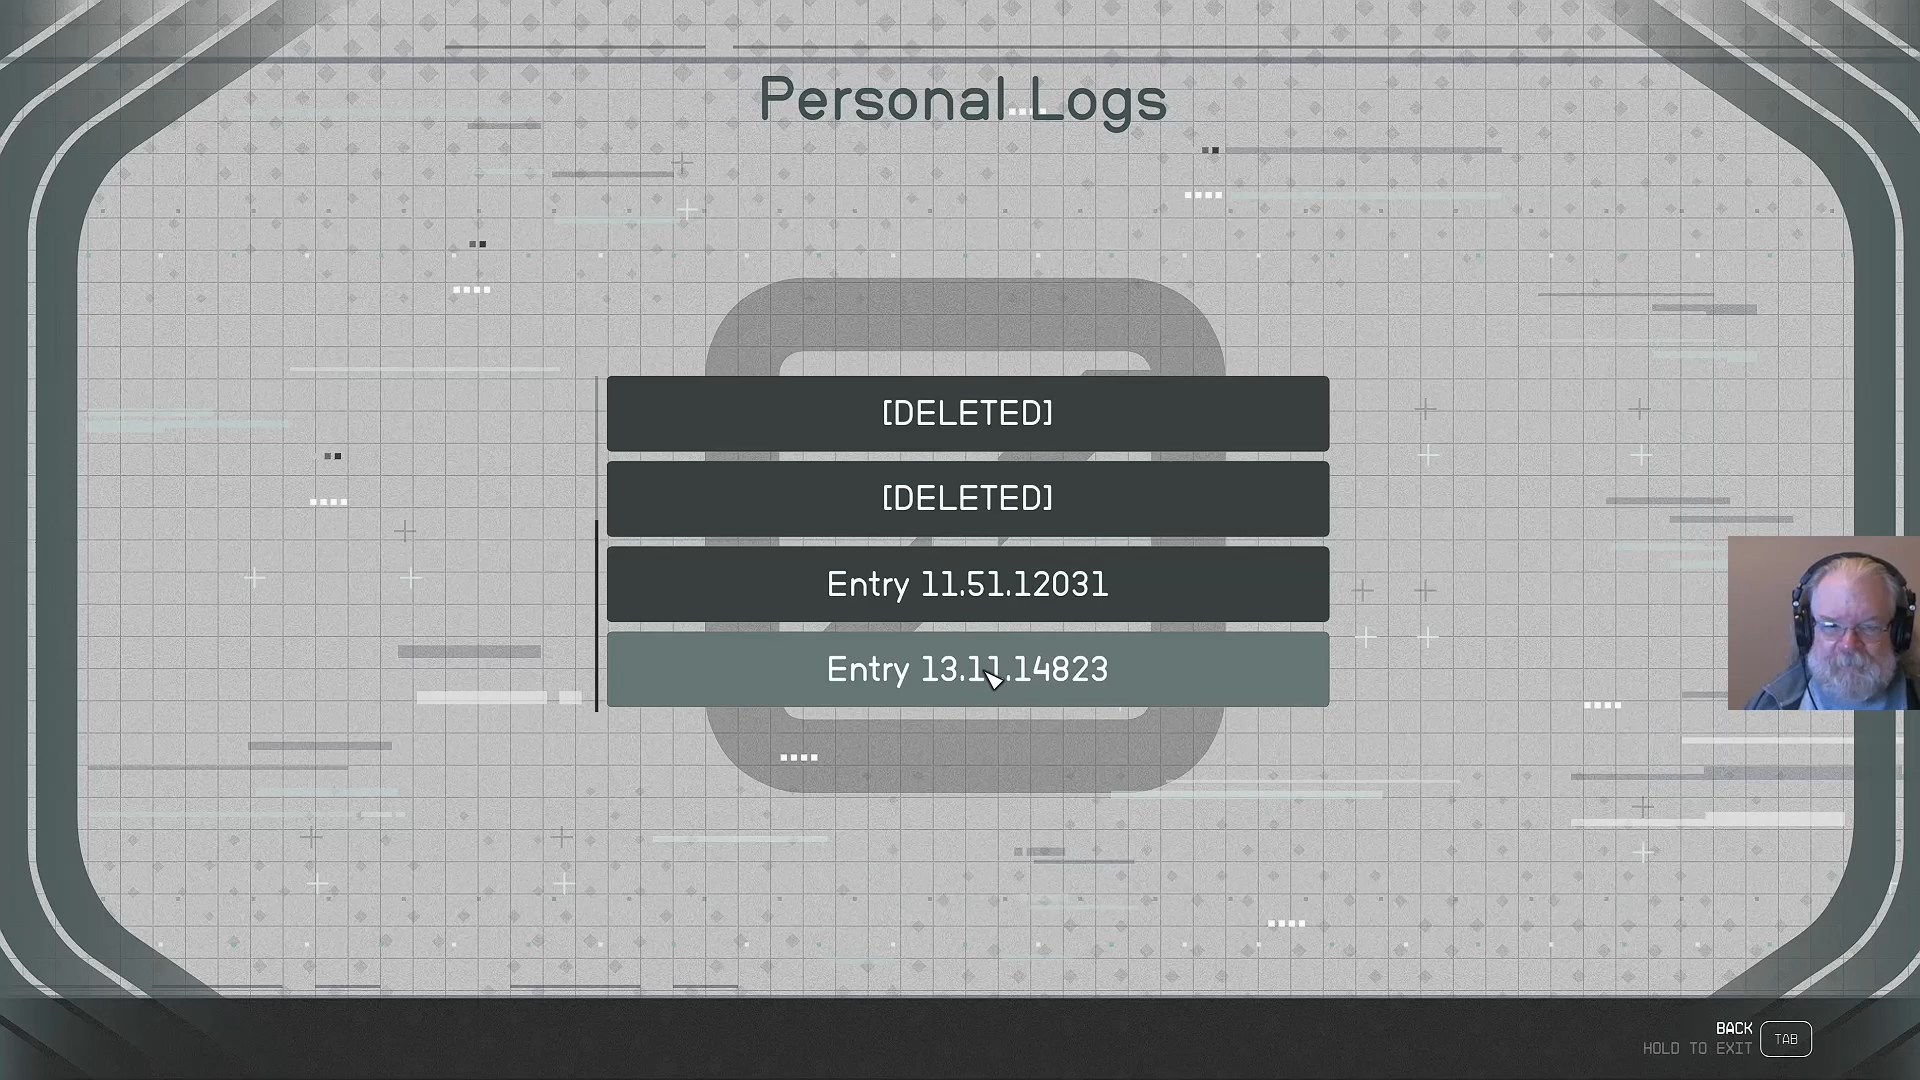 Personal Logs
[DELETED]
[DELETED]
Entry 11.51.12031
Entry 13.11.14823
BACK
HOLD TO EXIT
TAB